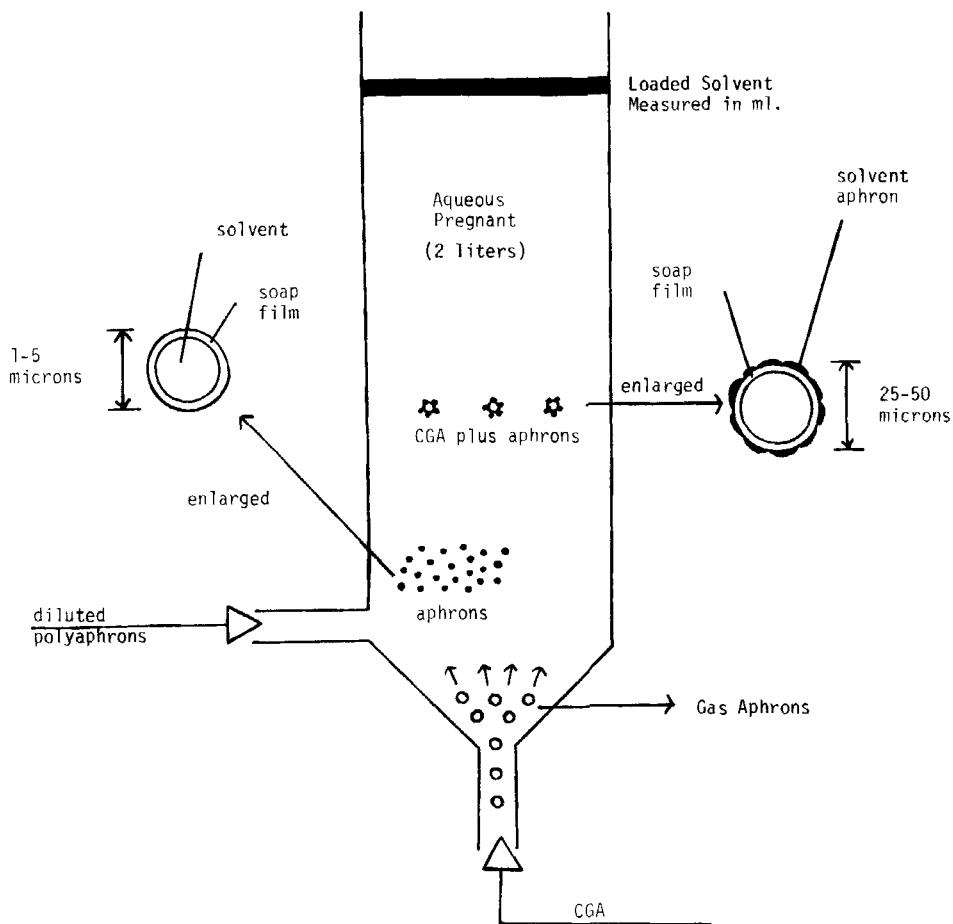 Loaded Solvent
Measured in ml.
Aqueous
Pregnant
(2 liters)
solvent
aphron
solvent
soap
film
soap
film
1-5
microns
enlarged
25-50
microns
CGA plus aphrons
enlarged
aphrons
diluted
polyaphrons
Gas Aphrons
CGA